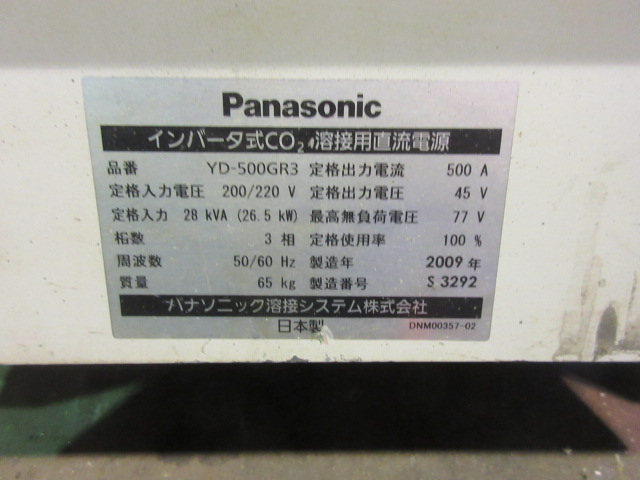 Panasonic
インバータ式CO₂溶接用直流電源
品番 YD-500GR3 定格出力電流 500 A
定格入力電圧 200/220 V 定格出力電圧 45 V
定格入力 28 kVA (26.5 kW) 最高無負荷電圧 77 V
相数 3 相 定格使用率 100 %
周波数 50/60 Hz 製造年 2009 年
質量 65 kg 製造番号 S 3292
パナソニック溶接システム株式会社
日本製 DNM00357-02